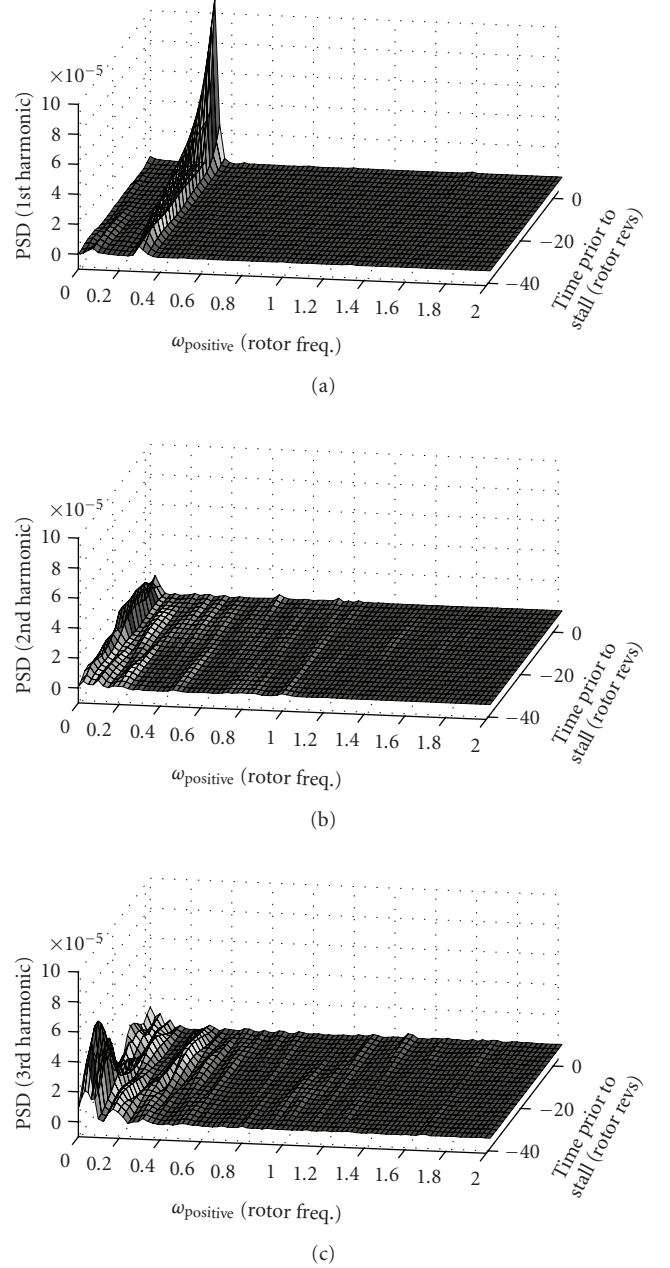 ×10⁻⁵
PSD (1st harmonic)
10
8
6
4
2
0
0 0.2 0.4 0.6 0.8 1 1.2 1.4 1.6 1.8 2
0
−20
−40
Time prior to
stall (rotor revs)
ωpositive (rotor freq.)
(a)
×10⁻⁵
PSD (2nd harmonic)
10
8
6
4
2
0
0 0.2 0.4 0.6 0.8 1 1.2 1.4 1.6 1.8 2
0
−20
−40
Time prior to
stall (rotor revs)
ωpositive (rotor freq.)
(b)
×10⁻⁵
PSD (3rd harmonic)
10
8
6
4
2
0
0 0.2 0.4 0.6 0.8 1 1.2 1.4 1.6 1.8 2
0
−20
−40
Time prior to
stall (rotor revs)
ωpositive (rotor freq.)
(c)